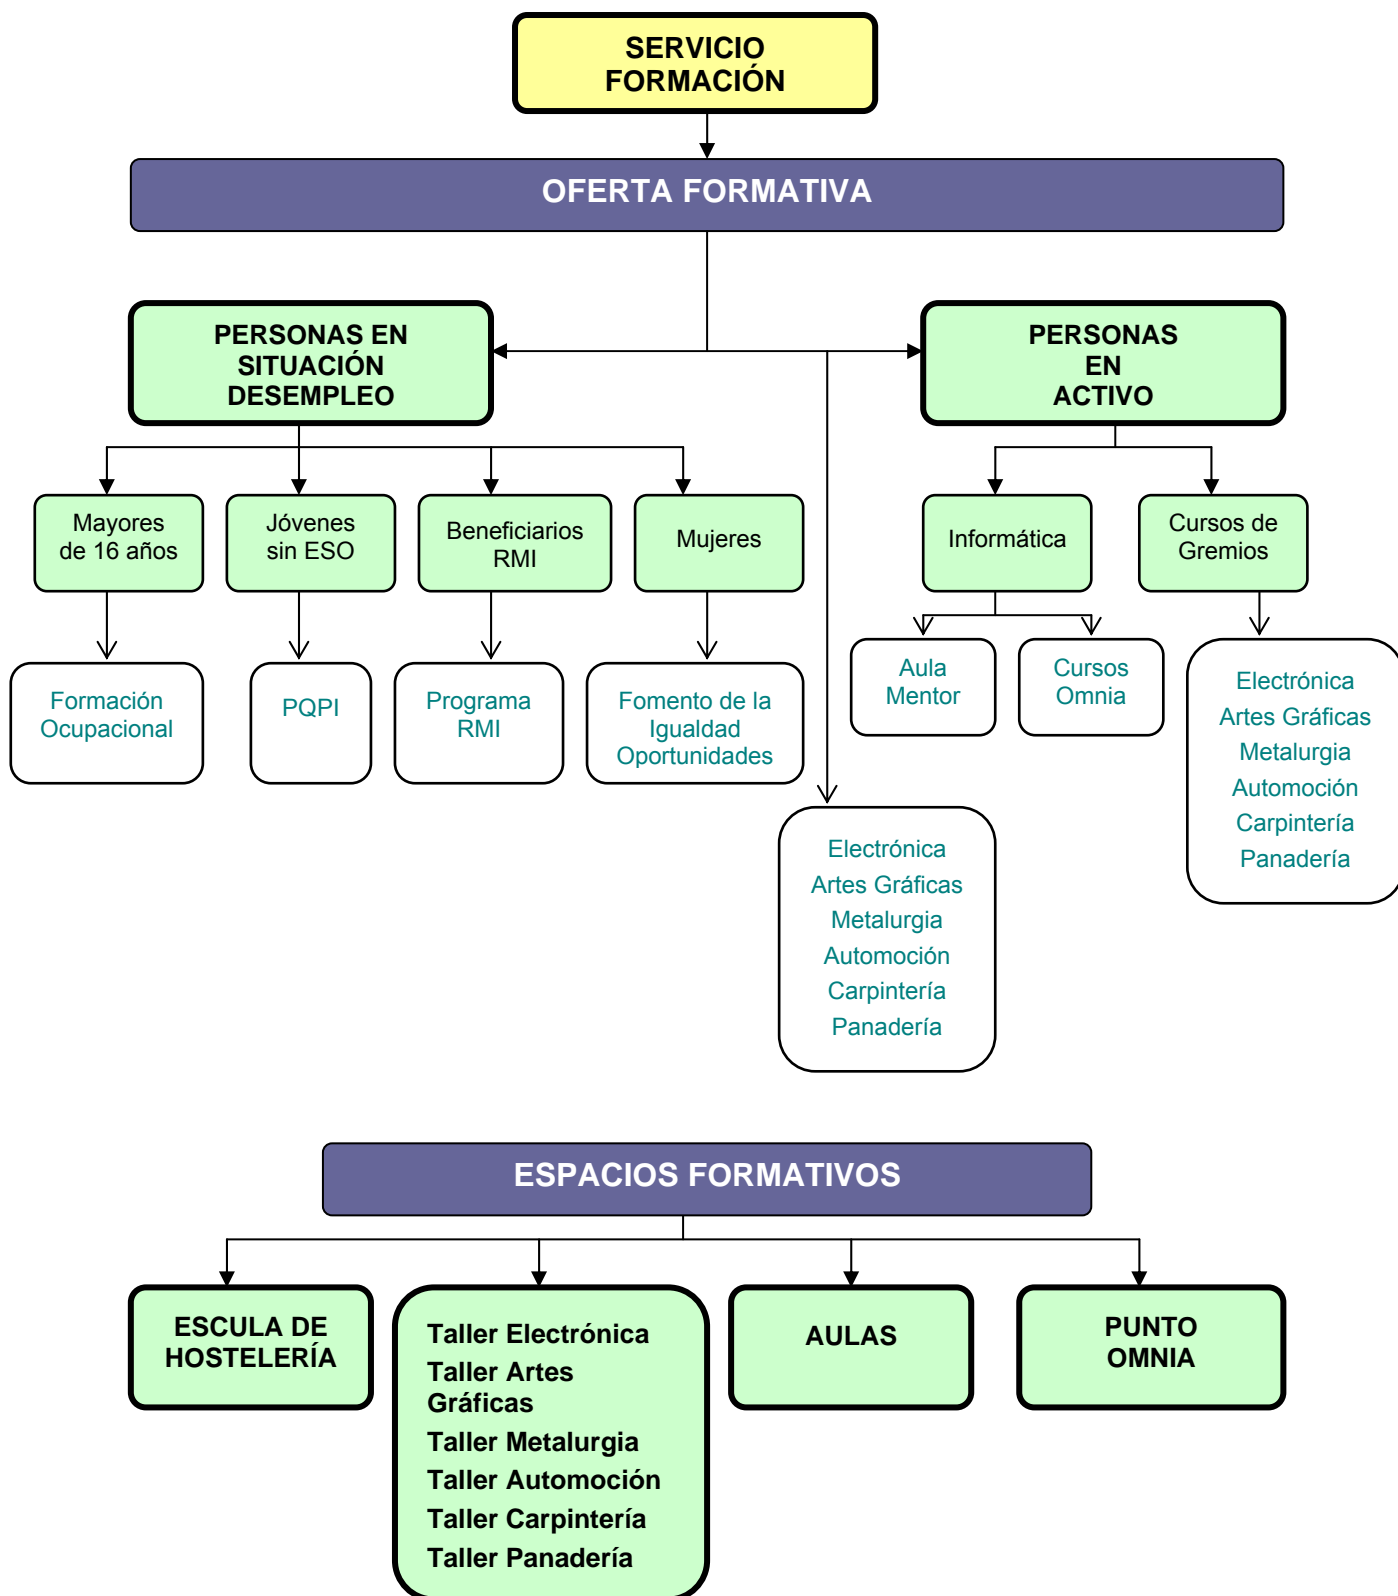 SERVICIO
FORMACIÓN
OFERTA FORMATIVA
PERSONAS EN
SITUACIÓN
DESEMPLEO
PERSONAS
EN
ACTIVO
Mayores
de 16 años
Jóvenes
sin ESO
Beneficiarios
RMI
Mujeres
Informática
Cursos de
Gremios
Formación
Ocupacional
PQPI
Programa
RMI
Fomento de la
Igualdad
Oportunidades
Aula
Mentor
Cursos
Omnia
Electrónica
Artes Gráficas
Metalurgia
Automoción
Carpintería
Panadería
Electrónica
Artes Gráficas
Metalurgia
Automoción
Carpintería
Panadería
ESPACIOS FORMATIVOS
ESCULA DE
HOSTELERÍA
Taller Electrónica
Taller Artes
Gráficas
Taller Metalurgia
Taller Automoción
Taller Carpintería
Taller Panadería
AULAS
PUNTO
OMNIA